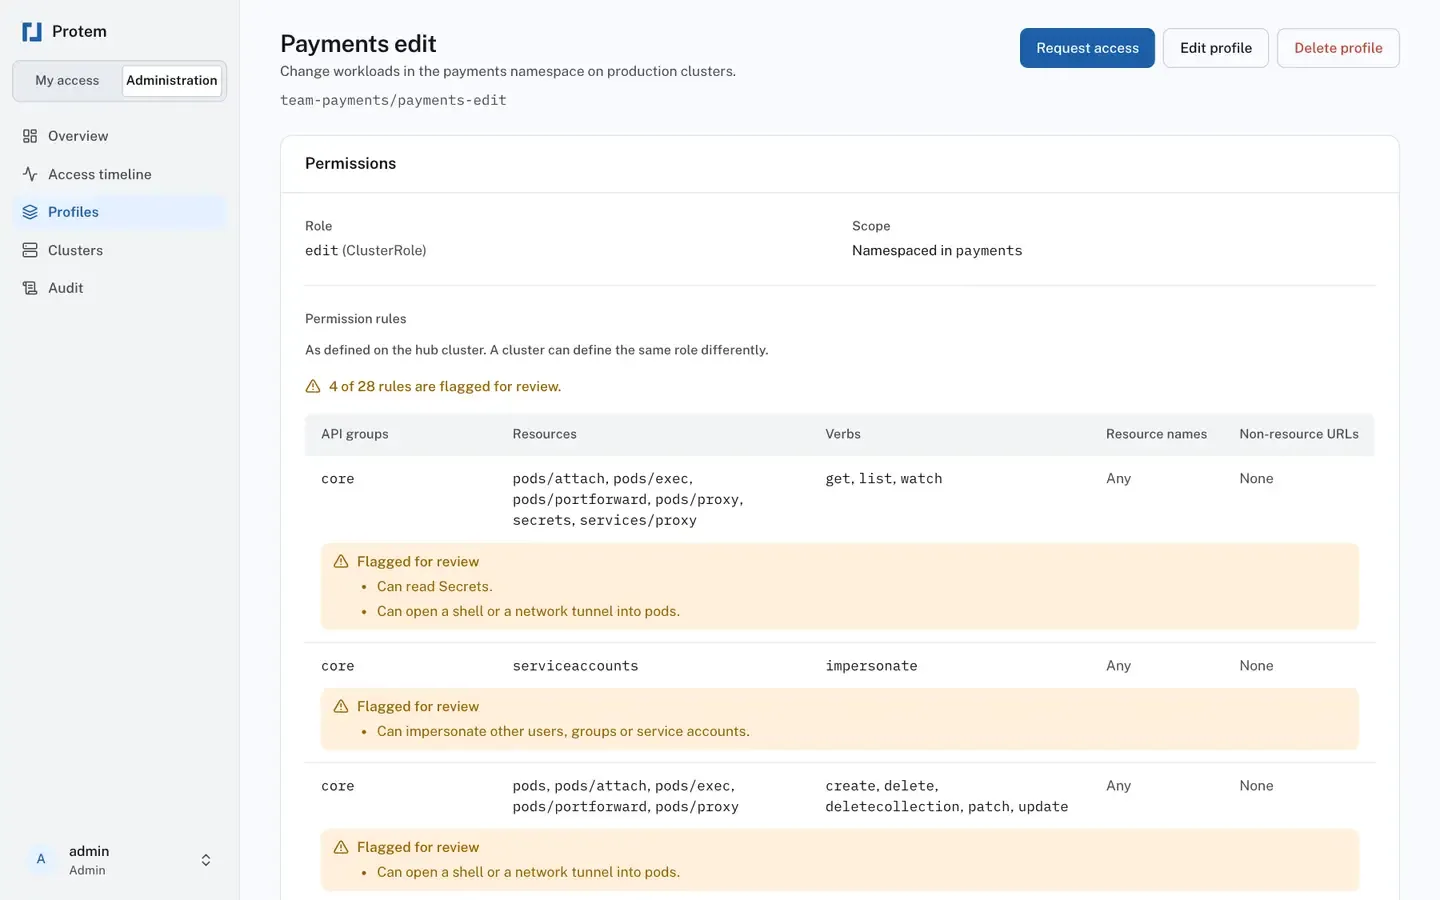 Protem
My access
Administration
Overview
Access timeline
Profiles
Clusters
Audit
A
admin
Admin
Payments edit
Change workloads in the payments namespace on production clusters.
team-payments/payments-edit
Request access
Edit profile
Delete profile
Permissions
Role
edit (ClusterRole)
Scope
Namespaced in payments
Permission rules
As defined on the hub cluster. A cluster can define the same role differently.
4 of 28 rules are flagged for review.
API groups Resources Verbs Resource names Non-resource URLs
core pods/attach, pods/exec, get, list, watch Any None
pods/portforward, pods/proxy,
secrets, services/proxy
Flagged for review
• Can read Secrets.
• Can open a shell or a network tunnel into pods.
core serviceaccounts impersonate Any None
Flagged for review
• Can impersonate other users, groups or service accounts.
core pods, pods/attach, pods/exec, create, delete, Any None
pods/portforward, pods/proxy deletecollection, patch, update
Flagged for review
• Can open a shell or a network tunnel into pods.